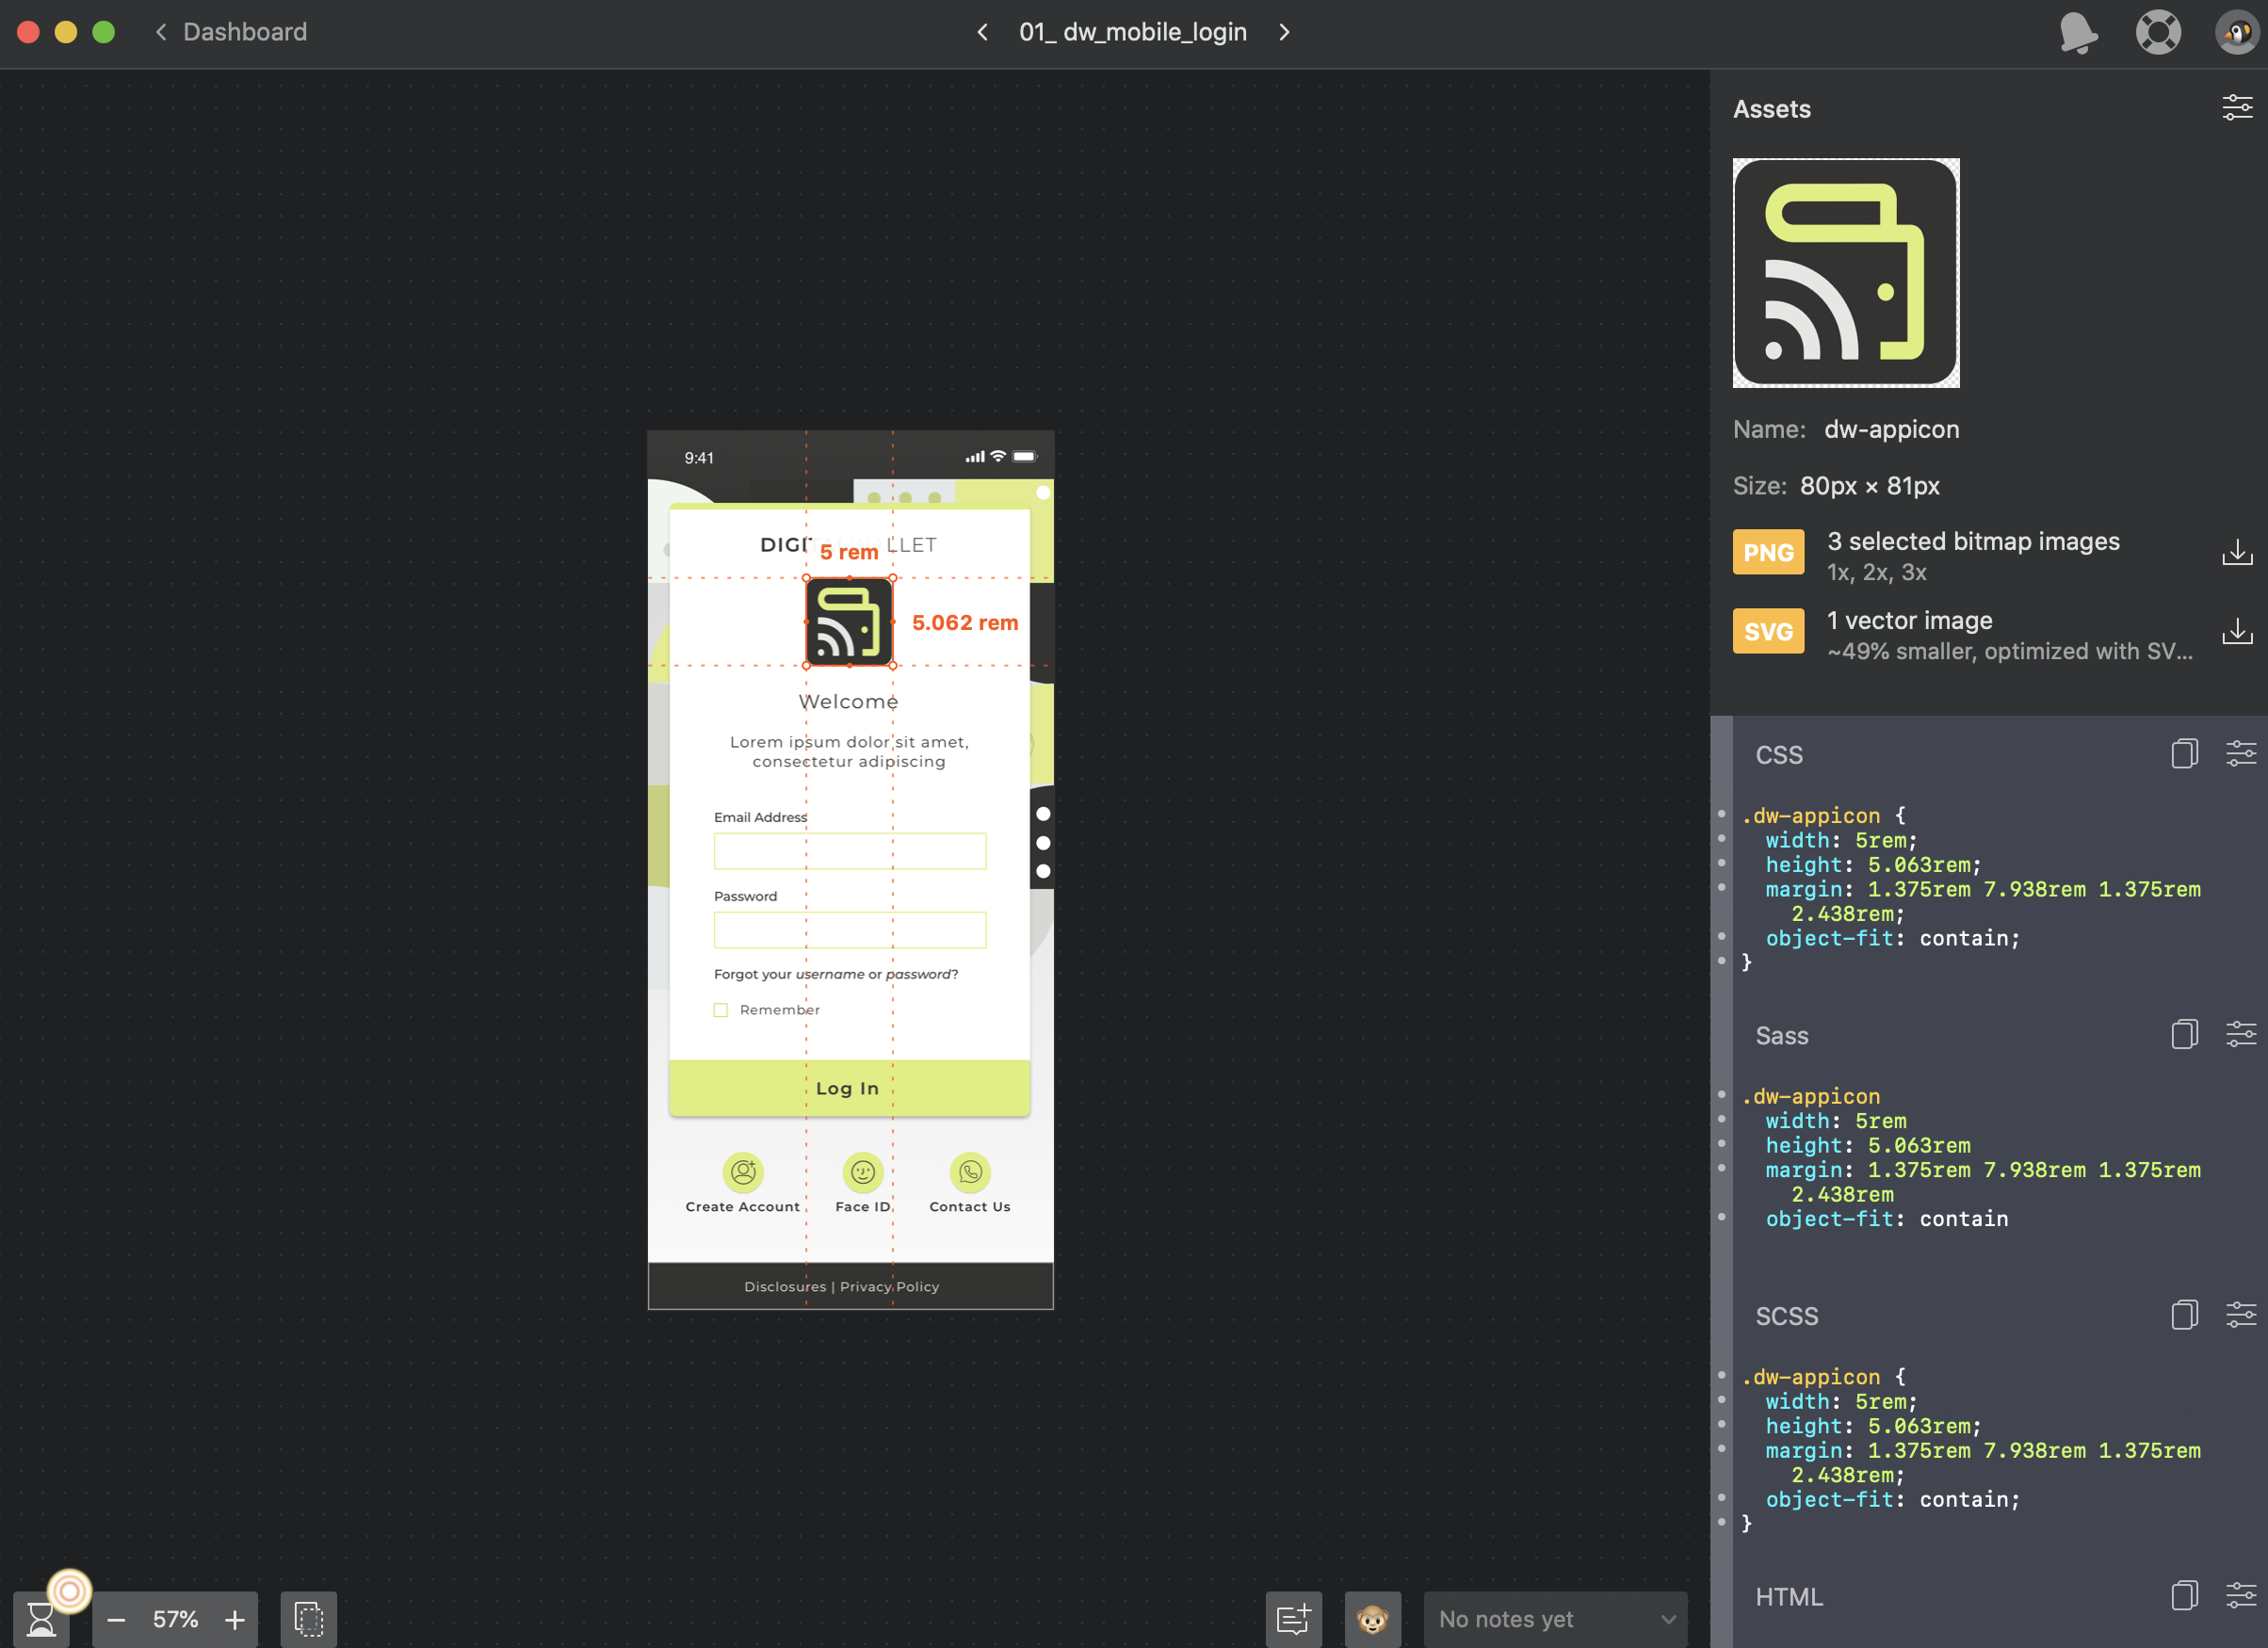 Dashboard
01_ dw_mobile_login
9:41
DIGIT LLET
5 rem
5.062 rem
Welcome
Lorem ipsum dolor sit amet,
consectetur adipiscing
Email Address
Password
Forgot your username or password?
Remember
Log In
Create Account
Face ID
Contact Us
Disclosures | Privacy Policy
57%
No notes yet
Assets
Name: dw-appicon
Size: 80px × 81px
PNG
3 selected bitmap images
1x, 2x, 3x
SVG
1 vector image
~49% smaller, optimized with SV...
CSS
.dw-appicon {
width: 5rem;
height: 5.063rem;
margin: 1.375rem 7.938rem 1.375rem
2.438rem;
object-fit: contain;
}
Sass
.dw-appicon
width: 5rem
height: 5.063rem
margin: 1.375rem 7.938rem 1.375rem
2.438rem
object-fit: contain
SCSS
.dw-appicon {
width: 5rem;
height: 5.063rem;
margin: 1.375rem 7.938rem 1.375rem
2.438rem;
object-fit: contain;
}
HTML